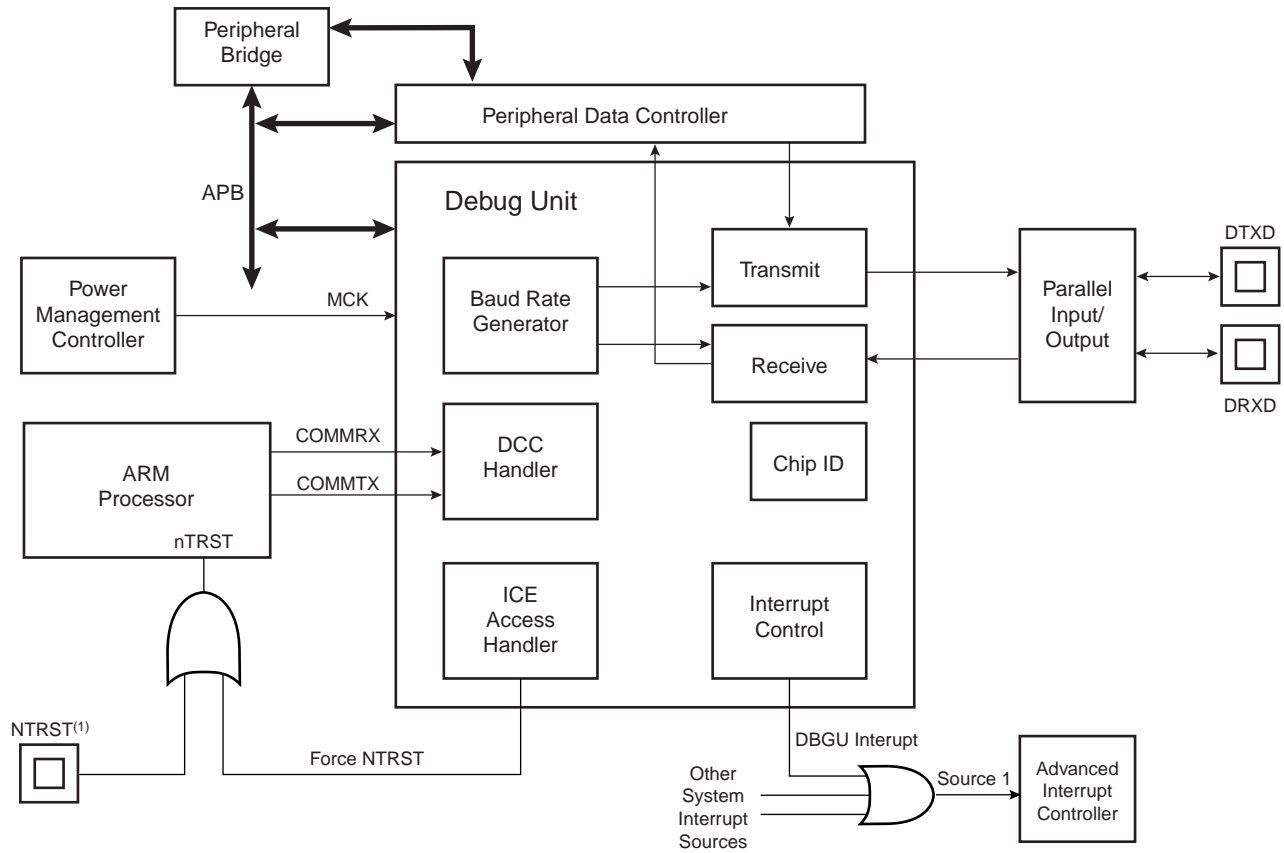 Peripheral
Bridge
Peripheral Data Controller
APB
Debug Unit
Power
Management
Controller
MCK
Baud Rate
Generator
Transmit
Receive
Parallel
Input/
Output
DTXD
DRXD
ARM
Processor
nTRST
COMMRX
COMMTX
DCC
Handler
Chip ID
ICE
Access
Handler
Interrupt
Control
NTRST(1)
Force NTRST
DBGU Interupt
Other
System
Interrupt
Sources
Source 1
Advanced
Interrupt
Controller